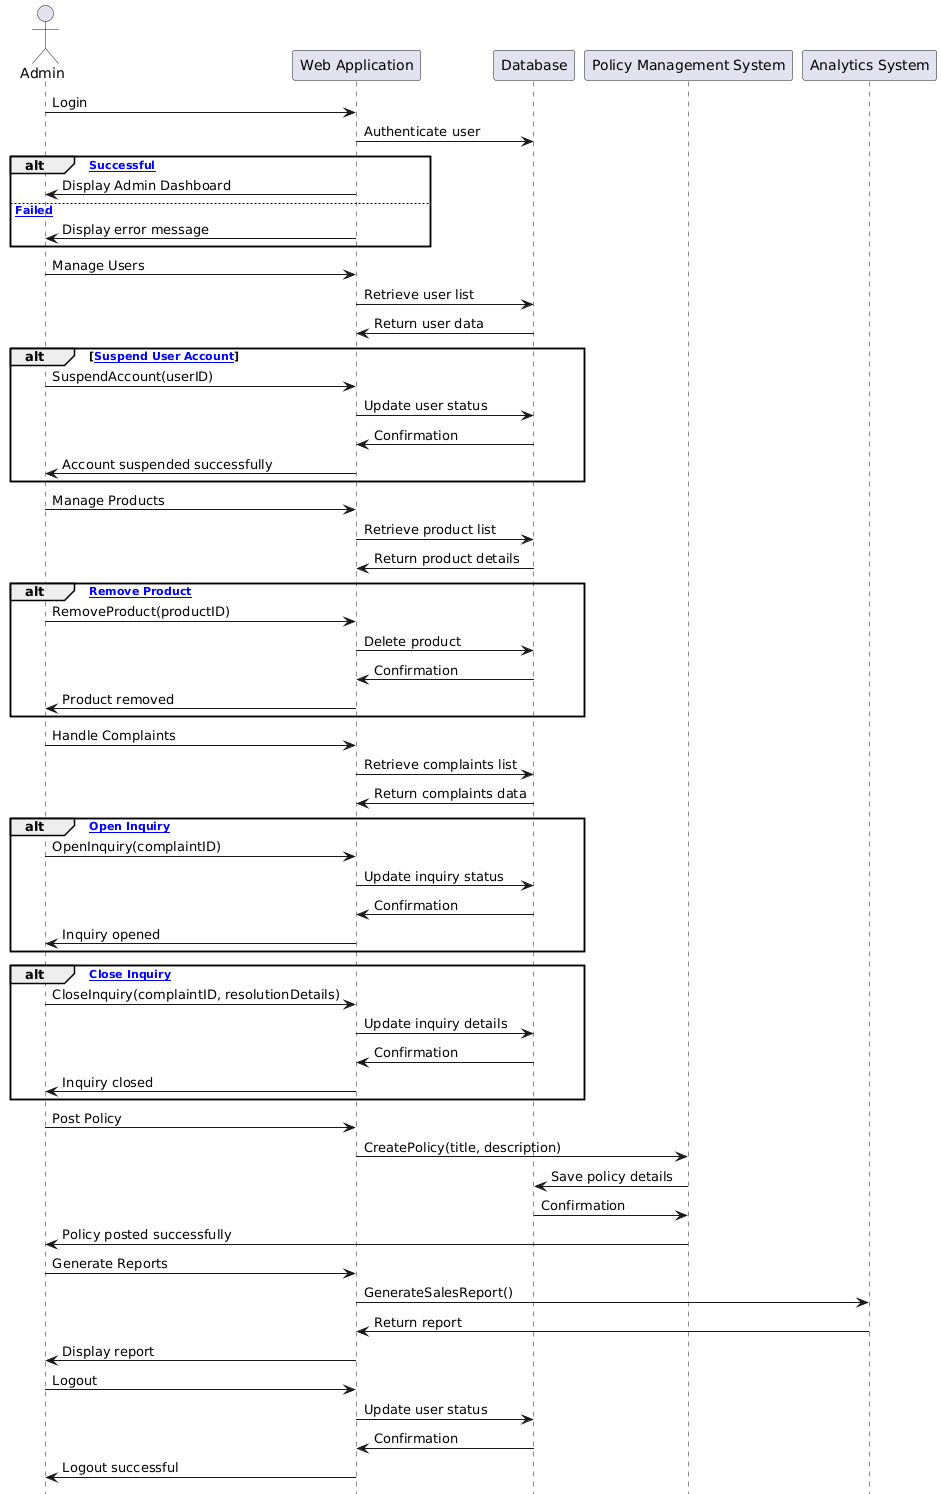 Admin
Web Application
Database
Policy Management System
Analytics System
Login
Authenticate user
alt Successful
Display Admin Dashboard
Failed
Display error message
Manage Users
Retrieve user list
Return user data
alt [Suspend User Account]
SuspendAccount(userID)
Update user status
Confirmation
Account suspended successfully
Manage Products
Retrieve product list
Return product details
alt Remove Product
RemoveProduct(productID)
Delete product
Confirmation
Product removed
Handle Complaints
Retrieve complaints list
Return complaints data
alt Open Inquiry
OpenInquiry(complaintID)
Update inquiry status
Confirmation
Inquiry opened
alt Close Inquiry
CloseInquiry(complaintID, resolutionDetails)
Update inquiry details
Confirmation
Inquiry closed
Post Policy
CreatePolicy(title, description)
Save policy details
Confirmation
Policy posted successfully
Generate Reports
GenerateSalesReport()
Return report
Display report
Logout
Update user status
Confirmation
Logout successful